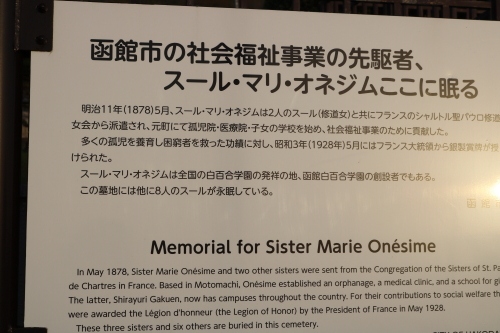 函館市の社会福祉事業の先駆者、
スール・マリ・オネジムここに眠る
明治11年(1878)5月、スール・マリ・オネジムは2人のスール(修道女)と共にフランスのシャルトル聖パウロ修道
女会から派遣され、元町にて孤児院・医療院・子女の学校を始め、社会福祉事業のために貢献した。
多くの孤児を養育し困窮者を救った功績に対し、昭和3年(1928年)5月にはフランス大統領から銀製賞牌が授
けられた。
スール・マリ・オネジムは全国の白百合学園の発祥の地、函館白百合学園の創設者でもある。
この墓地には他に8人のスールが永眠している。
函館
Memorial for Sister Marie Onésime
In May 1878, Sister Marie Onésime and two other sisters were sent from the Congregation of the Sisters of St. Pa
de Chartres in France. Based in Motomachi, Onésime established an orphanage, a medical clinic, and a school for gi
The latter, Shirayuri Gakuen, now has campuses throughout the country. For their contributions to social welfare th
were awarded the Légion d'honneur (the Legion of Honor) by the President of France in May 1928.
These three sisters and six others are buried in this cemetery.